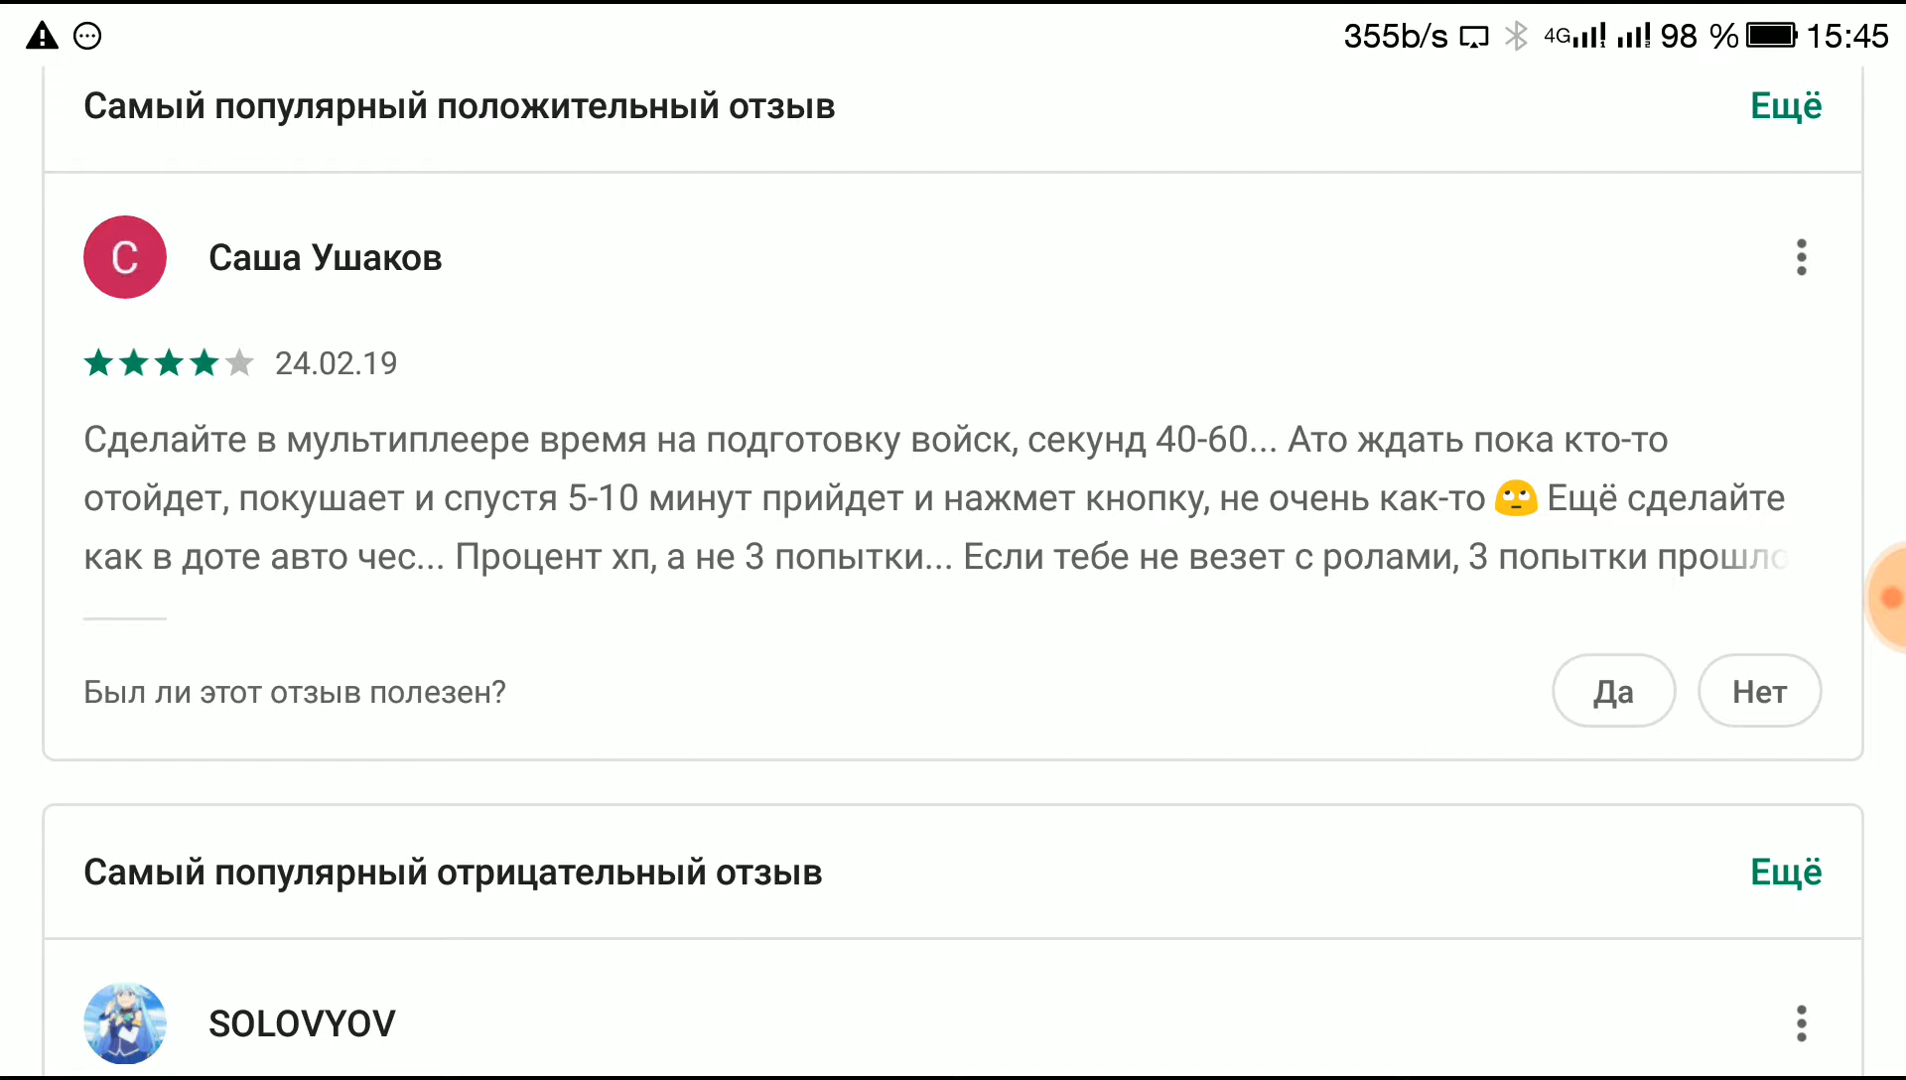 355b/s 4G 98 % 15:45
Самый популярный положительный отзыв Ещё
С Саша Ушаков
24.02.19
Сделайте в мультиплеере время на подготовку войск, секунд 40-60... Ато ждать пока кто-то
отойдет, покушает и спустя 5-10 минут прийдет и нажмет кнопку, не очень как-то 🙄 Ещё сделайте
как в доте авто чес... Процент хп, а не 3 попытки... Если тебе не везет с ролами, 3 попытки прошло
Был ли этот отзыв полезен? Да Нет
Самый популярный отрицательный отзыв Ещё
SOLOVYOV